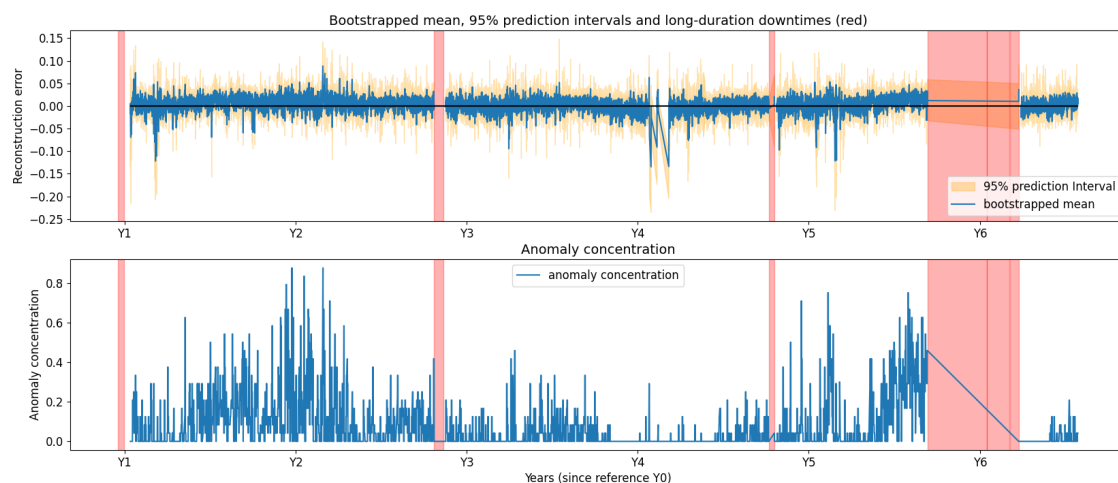 Bootstrapped mean, 95% prediction intervals and long-duration downtimes (red)
Reconstruction error
0.15
0.10
0.05
0.00
−0.05
−0.10
−0.15
−0.20
−0.25
95% prediction Interval
bootstrapped mean
Y1 Y2 Y3 Y4 Y5 Y6
Anomaly concentration
Anomaly concentration
0.8
0.6
0.4
0.2
0.0
anomaly concentration
Y1 Y2 Y3 Y4 Y5 Y6
Years (since reference Y0)